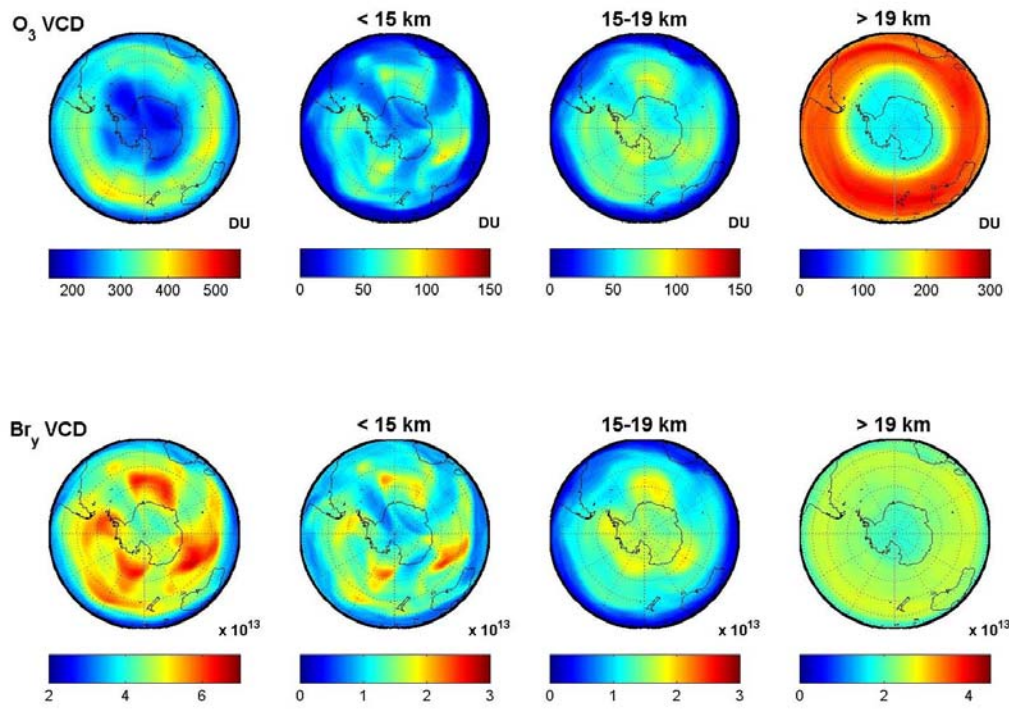 O3 VCD
< 15 km
15-19 km
> 19 km
DU
DU
DU
DU
200 300 400 500
0 50 100 150
0 50 100 150
0 100 200 300
Bry VCD
< 15 km
15-19 km
> 19 km
x 10^13
x 10^13
x 10^13
x 10^13
2 4 6
0 1 2 3
0 1 2 3
0 2 4